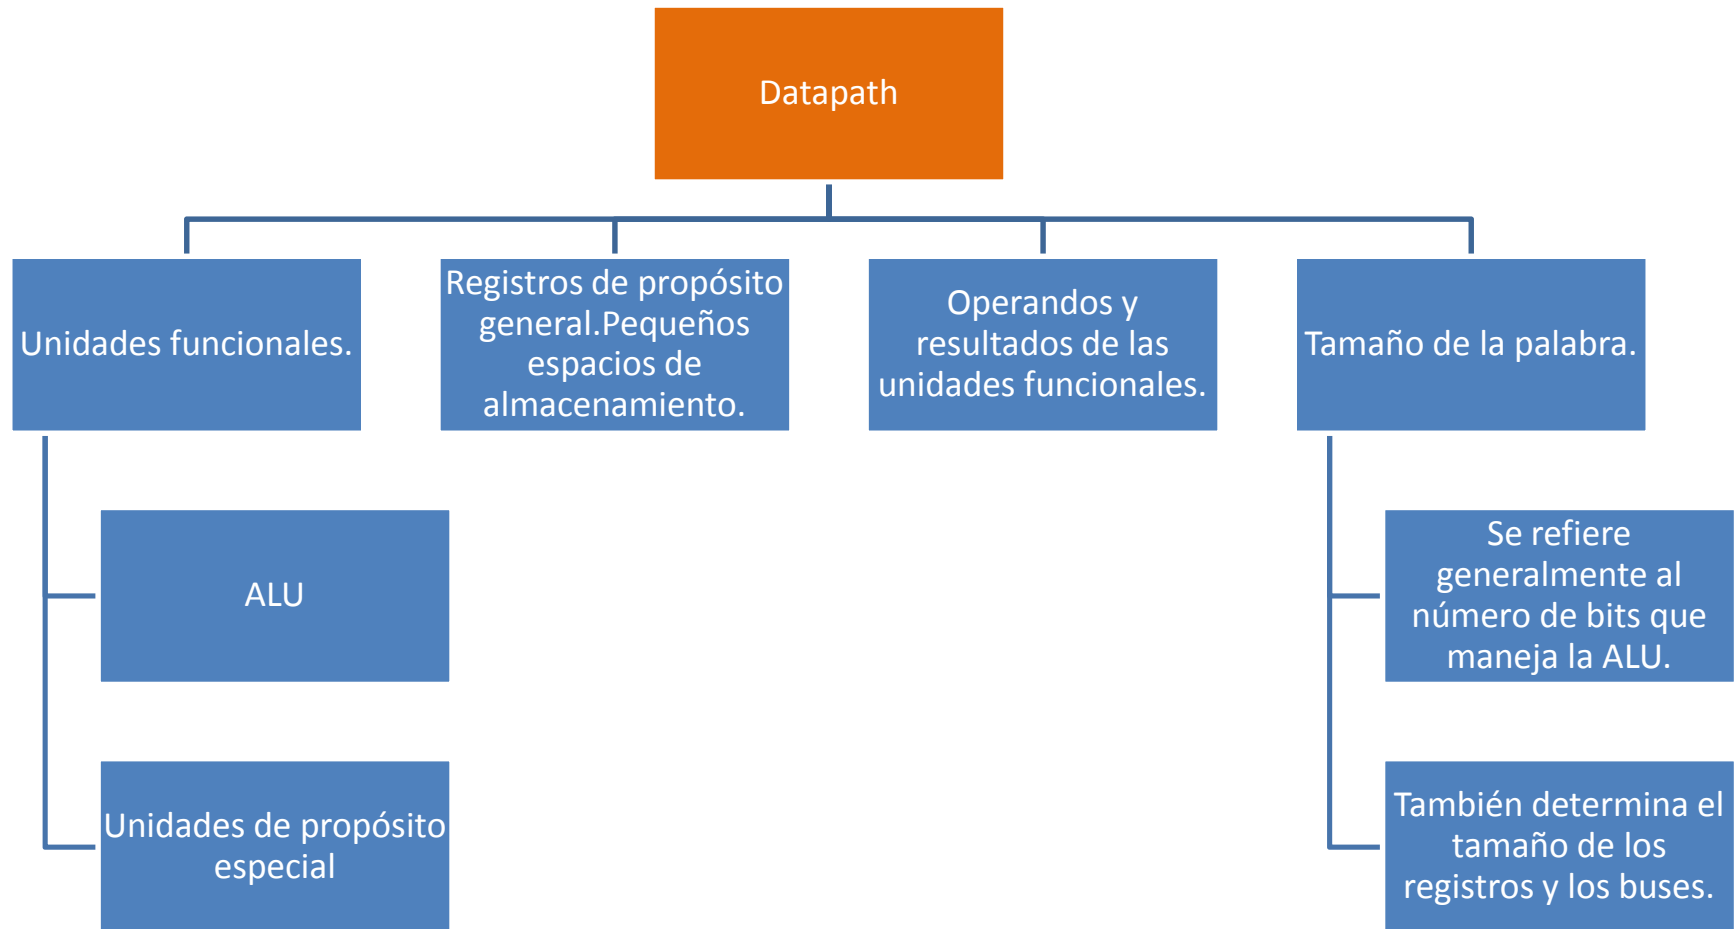 Datapath
Unidades funcionales.
Registros de propósito
general.Pequeños
espacios de
almacenamiento.
Operandos y
resultados de las
unidades funcionales.
Tamaño de la palabra.
ALU
Unidades de propósito
especial
Se refiere
generalmente al
número de bits que
maneja la ALU.
También determina el
tamaño de los
registros y los buses.